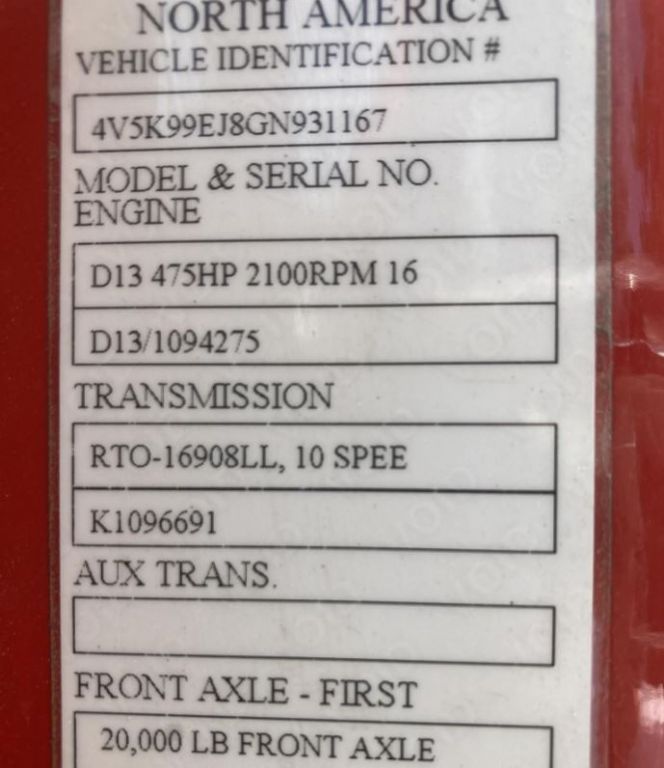 NORTH AMERICA
VEHICLE IDENTIFICATION #
4V5K99EJ8GN931167
MODEL & SERIAL NO.
ENGINE
D13 475HP 2100RPM 16
D13/1094275
TRANSMISSION
RTO-16908LL, 10 SPEE
K1096691
AUX TRANS.
FRONT AXLE - FIRST
20,000 LB FRONT AXLE